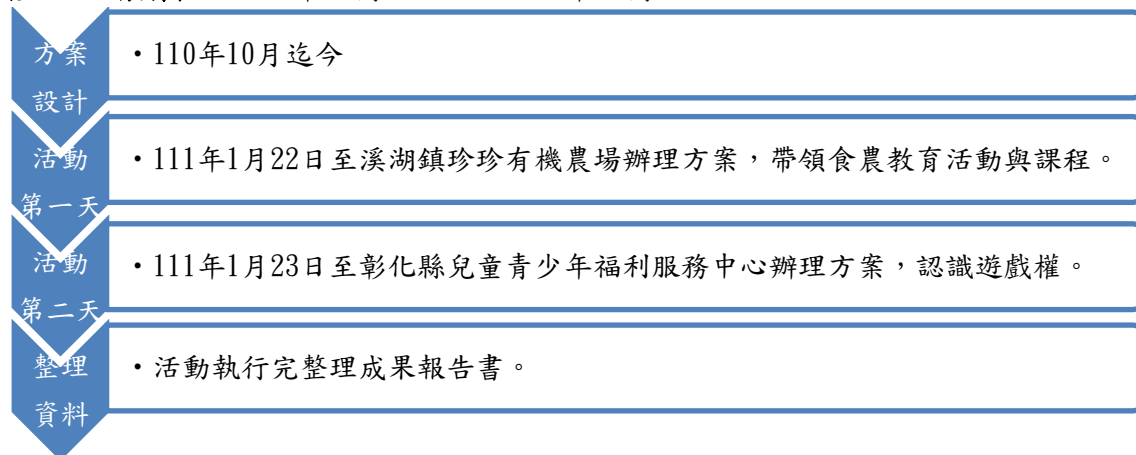 方案
設計
•110年10月迄今
活動
第一天
•111年1月22日至溪湖鎮珍珍有機農場辦理方案，帶領食農教育活動與課程。
活動
第二天
•111年1月23日至彰化縣兒童青少年福利服務中心辦理方案，認識遊戲權。
整理
資料
•活動執行完整理成果報告書。